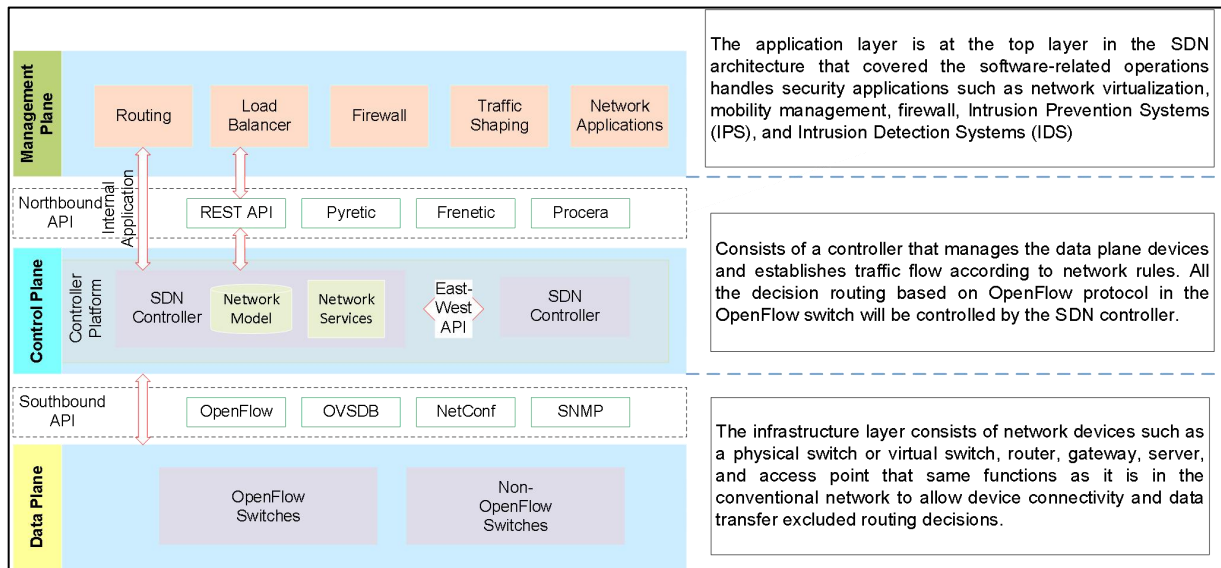 Management
Plane
Routing
Load
Balancer
Firewall
Traffic
Shaping
Network
Applications
The application layer is at the top layer in the SDN
architecture that covered the software-related operations
handles security applications such as network virtualization,
mobility management, firewall, Intrusion Prevention Systems
(IPS), and Intrusion Detection Systems (IDS)
Northbound
API
Internal
Application
REST API
Pyretic
Frenetic
Procera
Control Plane
Controller
Platform
SDN
Controller
Network
Model
Network
Services
East-
West
API
SDN
Controller
Consists of a controller that manages the data plane devices
and establishes traffic flow according to network rules. All
the decision routing based on OpenFlow protocol in the
OpenFlow switch will be controlled by the SDN controller.
Southbound
API
OpenFlow
OVSDB
NetConf
SNMP
Data Plane
OpenFlow
Switches
Non-
OpenFlow
Switches
The infrastructure layer consists of network devices such as
a physical switch or virtual switch, router, gateway, server,
and access point that same functions as it is in the
conventional network to allow device connectivity and data
transfer excluded routing decisions.